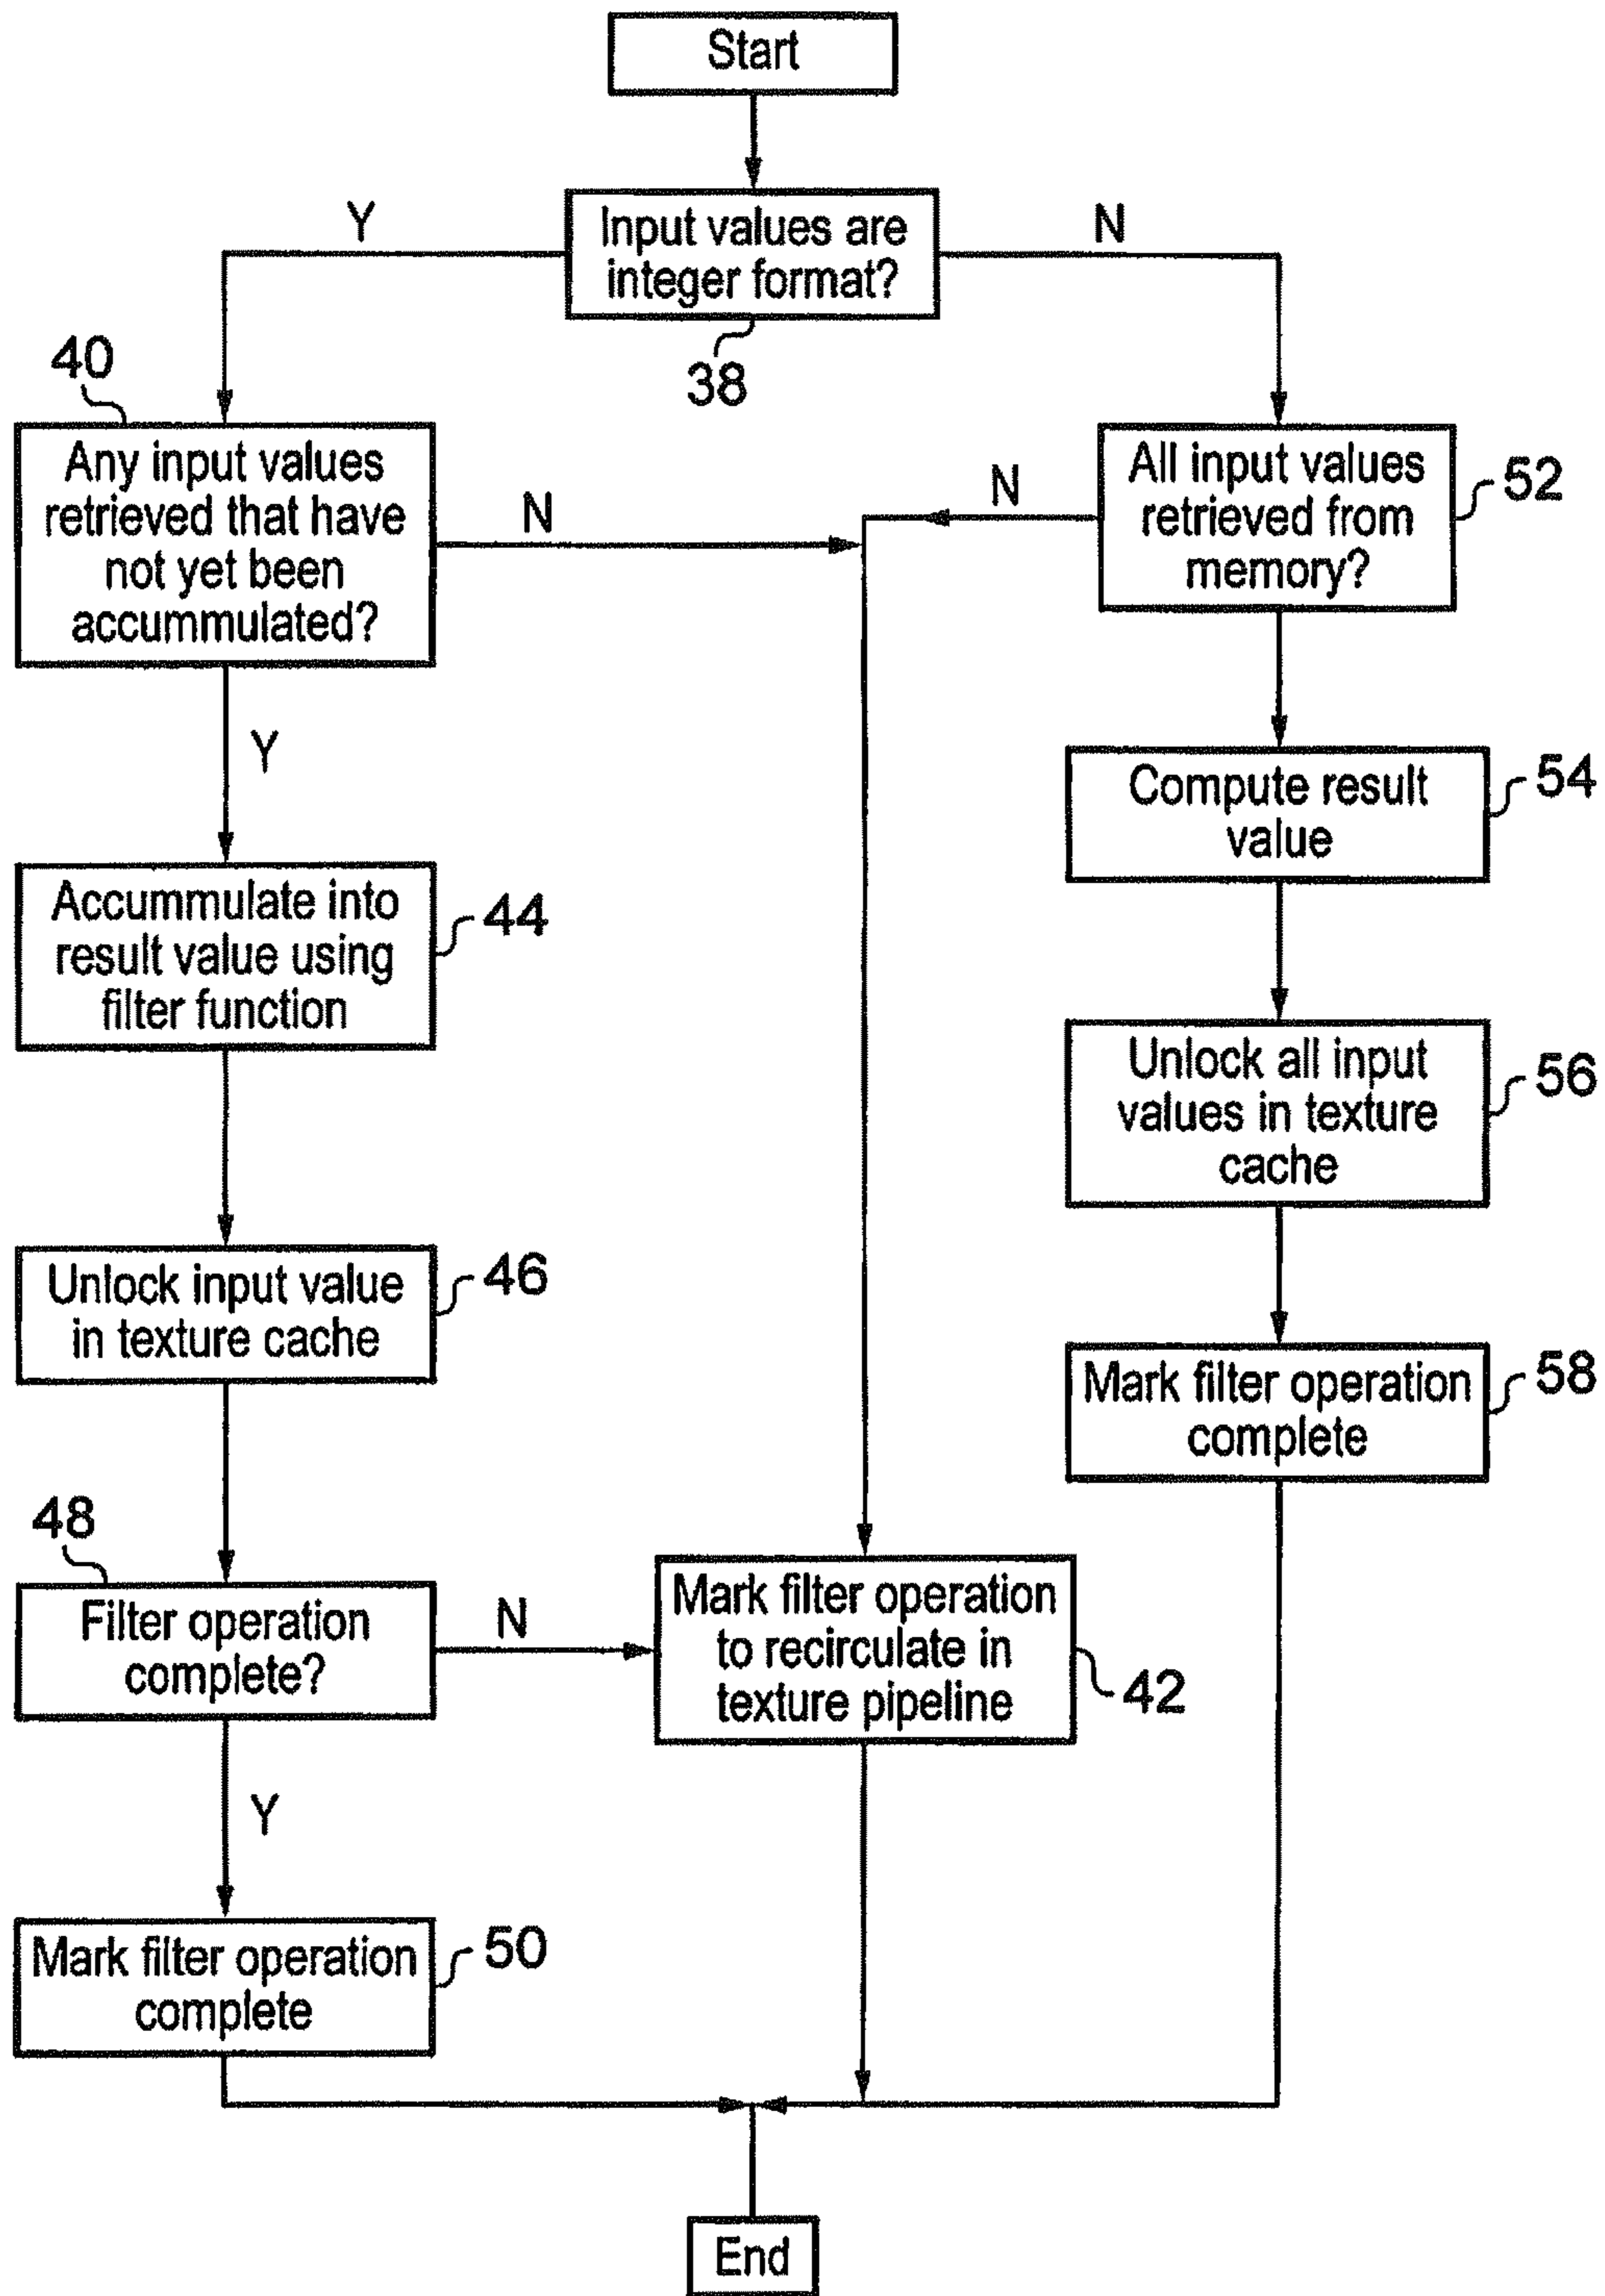 Start
Input values are
integer format?
Y
N
38
40
Any input values
retrieved that have
not yet been
accummulated?
N
Y
N
All input values
retrieved from
memory?
52
Compute result
value
54
Accummulate into
result value using
filter function
44
Unlock all input
values in texture
cache
56
Unlock input value
in texture cache
46
Mark filter operation
complete
58
48
Filter operation
complete?
N
Y
Mark filter operation
to recirculate in
texture pipeline
42
Mark filter operation
complete
50
End